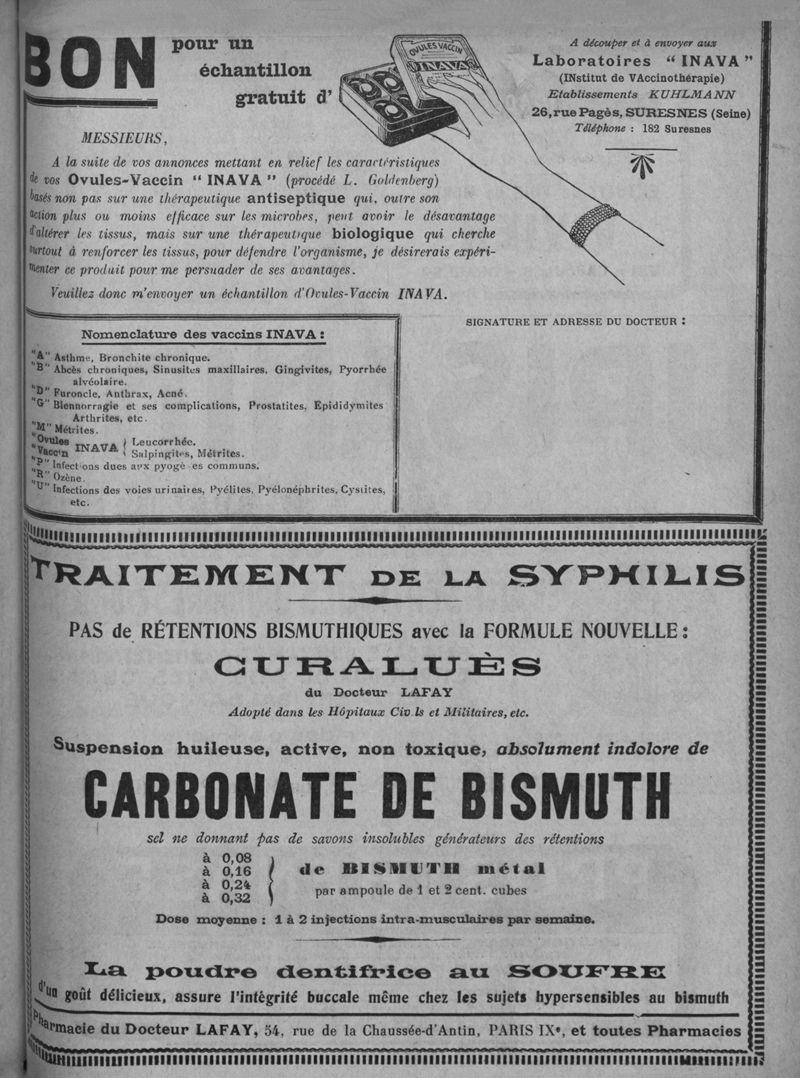 BON
pour un
échantillon
gratuit d'
OVULES VACCIN
INAVA
A découper et à envoyer aux
Laboratoires “ INAVA ”
(INstitut de VAccinothérapie)
Etablissements KUHLMANN
26, rue Pagès, SURESNES (Seine)
Téléphone : 182 Suresnes
MESSIEURS,
A la suite de vos annonces mettant en relief les caractéristiques
de vos Ovules-Vaccin “ INAVA ” (procédé L. Goldenberg)
basés non pas sur une thérapeutique antiseptique qui, outre son
action plus ou moins efficace sur les microbes, peut avoir le désavantage
d'altérer les tissus, mais sur une thérapeutique biologique qui cherche
surtout à renforcer les tissus, pour défendre l'organisme, je désirerais expéri-
menter ce produit pour me persuader de ses avantages.
Veuillez donc m'envoyer un échantillon d'Ovules-Vaccin INAVA.
SIGNATURE ET ADRESSE DU DOCTEUR :
Nomenclature des vaccins INAVA :
“A” Asthme, Bronchite chronique.
“B” Abcès chroniques, Sinusites maxillaires, Gingivites, Pyorrhée
alvéolaire.
“D” Furoncle, Anthrax, Acné.
“G” Blennorragie et ses complications, Prostatites, Epididymites
Arthrites, etc.
“M” Métrites.
“Ovules
Vaccin” INAVA { Leucorrhée.
Salpingites, Métrites.
“P” Infections dues aux pyogènes communs.
“R” Ozène.
“U” Infections des voies urinaires, Pyélites, Pyélonéphrites, Cystites,
etc.
TRAITEMENT DE LA SYPHILIS
PAS de RÉTENTIONS BISMUTHIQUES avec la FORMULE NOUVELLE :
CURALUÈS
du Docteur LAFAY
Adopté dans les Hôpitaux Civils et Militaires, etc.
Suspension huileuse, active, non toxique, absolument indolore de
CARBONATE DE BISMUTH
sel ne donnant pas de savons insolubles générateurs des rétentions
à 0,08
à 0,16
à 0,24
à 0,32
de BISMUTH métal
par ampoule de 1 et 2 cent. cubes
Dose moyenne : 1 à 2 injections intra-musculaires par semaine.
La poudre dentifrice au SOUFRE
d'un goût délicieux, assure l'intégrité buccale même chez les sujets hypersensibles au bismuth
Pharmacie du Docteur LAFAY, 54, rue de la Chaussée-d'Antin, PARIS IXe, et toutes Pharmacies